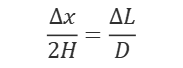 Δx/2H = ΔL/D